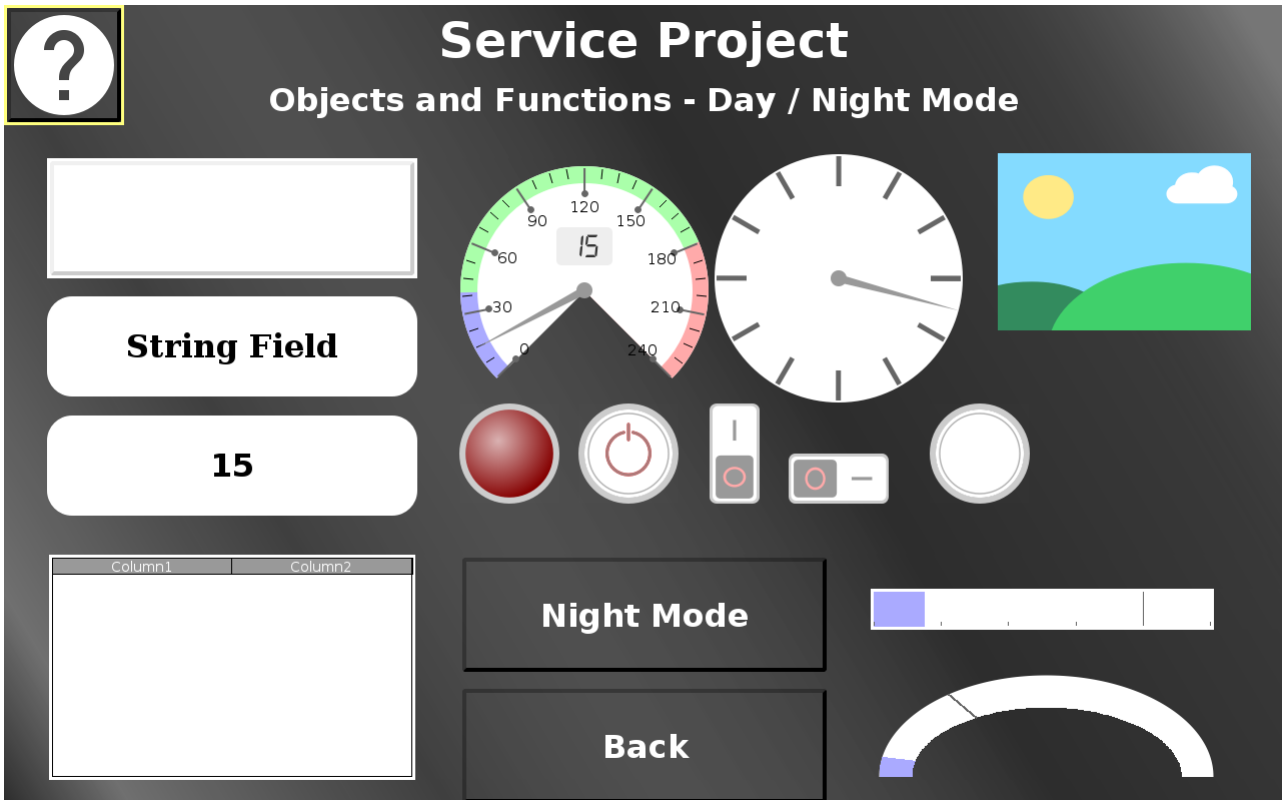 ?
Service Project
Objects and Functions - Day / Night Mode
0
30
60
90
120
150
180
210
240
15
String Field
15
Column1 Column2
Night Mode
Back